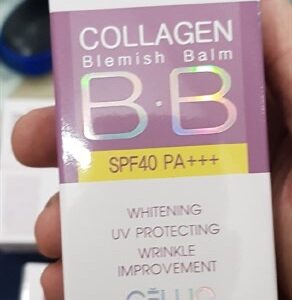 COLLAGEN
Blemish Balm
B·B
SPF40 PA+++
WHITENING
UV PROTECTING
WRINKLE
IMPROVEMENT